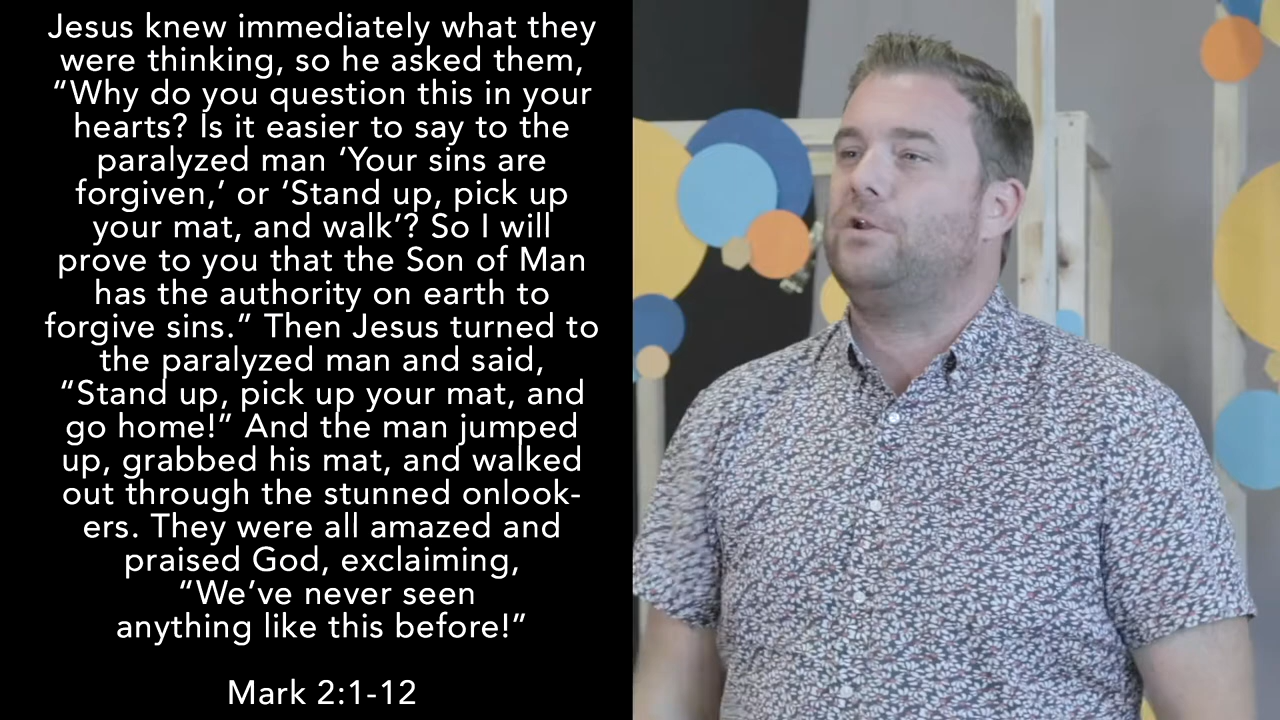 Jesus knew immediately what they
were thinking, so he asked them,
“Why do you question this in your
hearts? Is it easier to say to the
paralyzed man ‘Your sins are
forgiven,’ or ‘Stand up, pick up
your mat, and walk’? So I will
prove to you that the Son of Man
has the authority on earth to
forgive sins.” Then Jesus turned to
the paralyzed man and said,
“Stand up, pick up your mat, and
go home!” And the man jumped
up, grabbed his mat, and walked
out through the stunned onlook-
ers. They were all amazed and
praised God, exclaiming,
“We’ve never seen
anything like this before!”
Mark 2:1-12